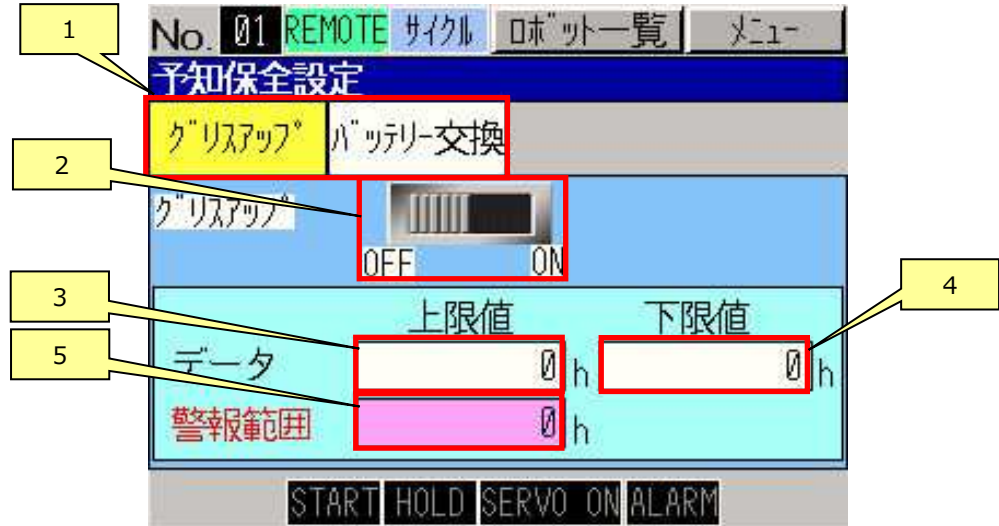 1
No. 01 REMOTE ｻｲｸﾙ ﾛﾎﾞｯﾄ一覧 ﾒﾆｭｰ
予知保全設定
ｸﾞﾘｽｱｯﾌﾟ ﾊﾞｯﾃﾘｰ交換
2
ｸﾞﾘｽｱｯﾌﾟ
OFF ON
3
4
上限値 下限値
5
データ 0 h 0 h
警報範囲 0 h
START HOLD SERVO ON ALARM